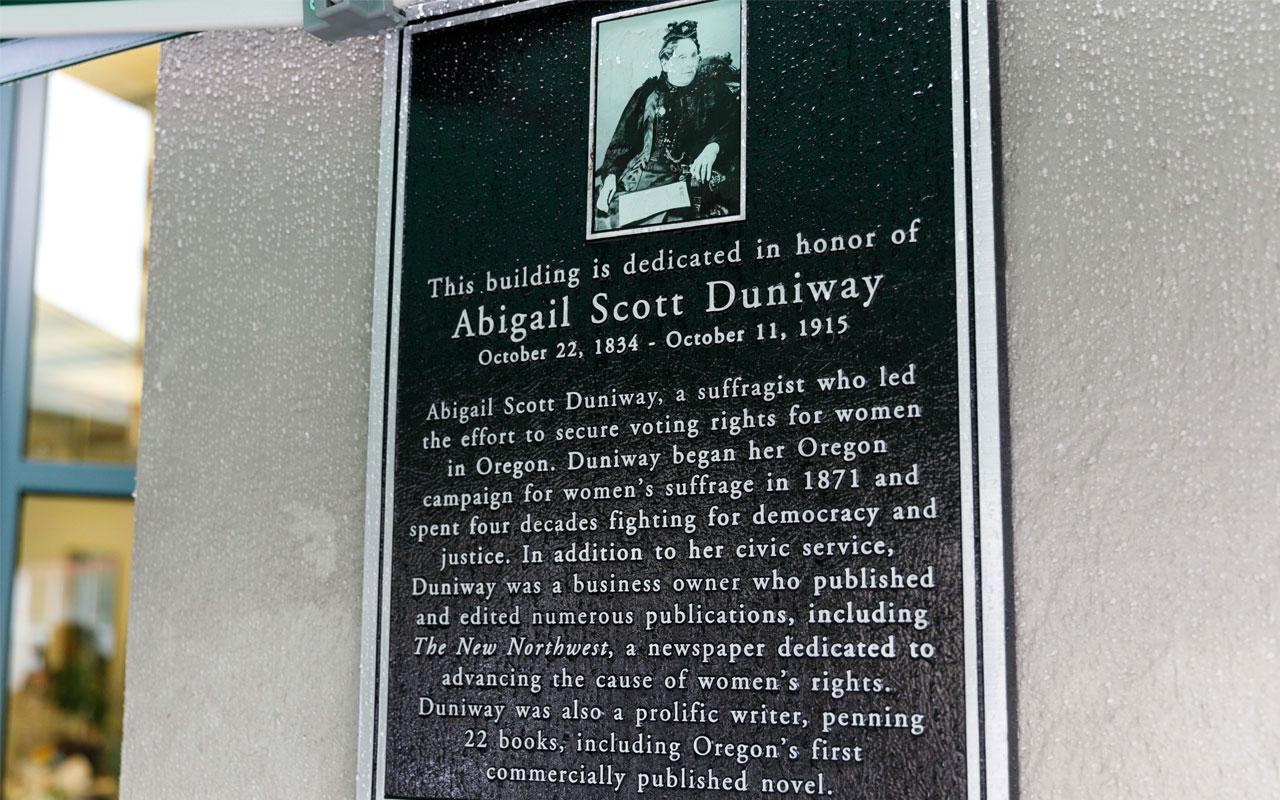 This building is dedicated in honor of
Abigail Scott Duniway
October 22, 1834 - October 11, 1915
Abigail Scott Duniway, a suffragist who led
the effort to secure voting rights for women
in Oregon. Duniway began her Oregon
campaign for women's suffrage in 1871 and
spent four decades fighting for democracy and
justice. In addition to her civic service,
Duniway was a business owner who published
and edited numerous publications, including
The New Northwest, a newspaper dedicated to
advancing the cause of women's rights.
Duniway was also a prolific writer, penning
22 books, including Oregon's first
commercially published novel.